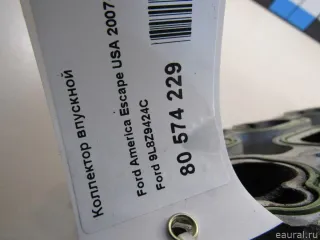 Коллектор впускной
Ford America Escape USA 2007
Ford 9L8Z9424C
80 574 229
eaural.ru